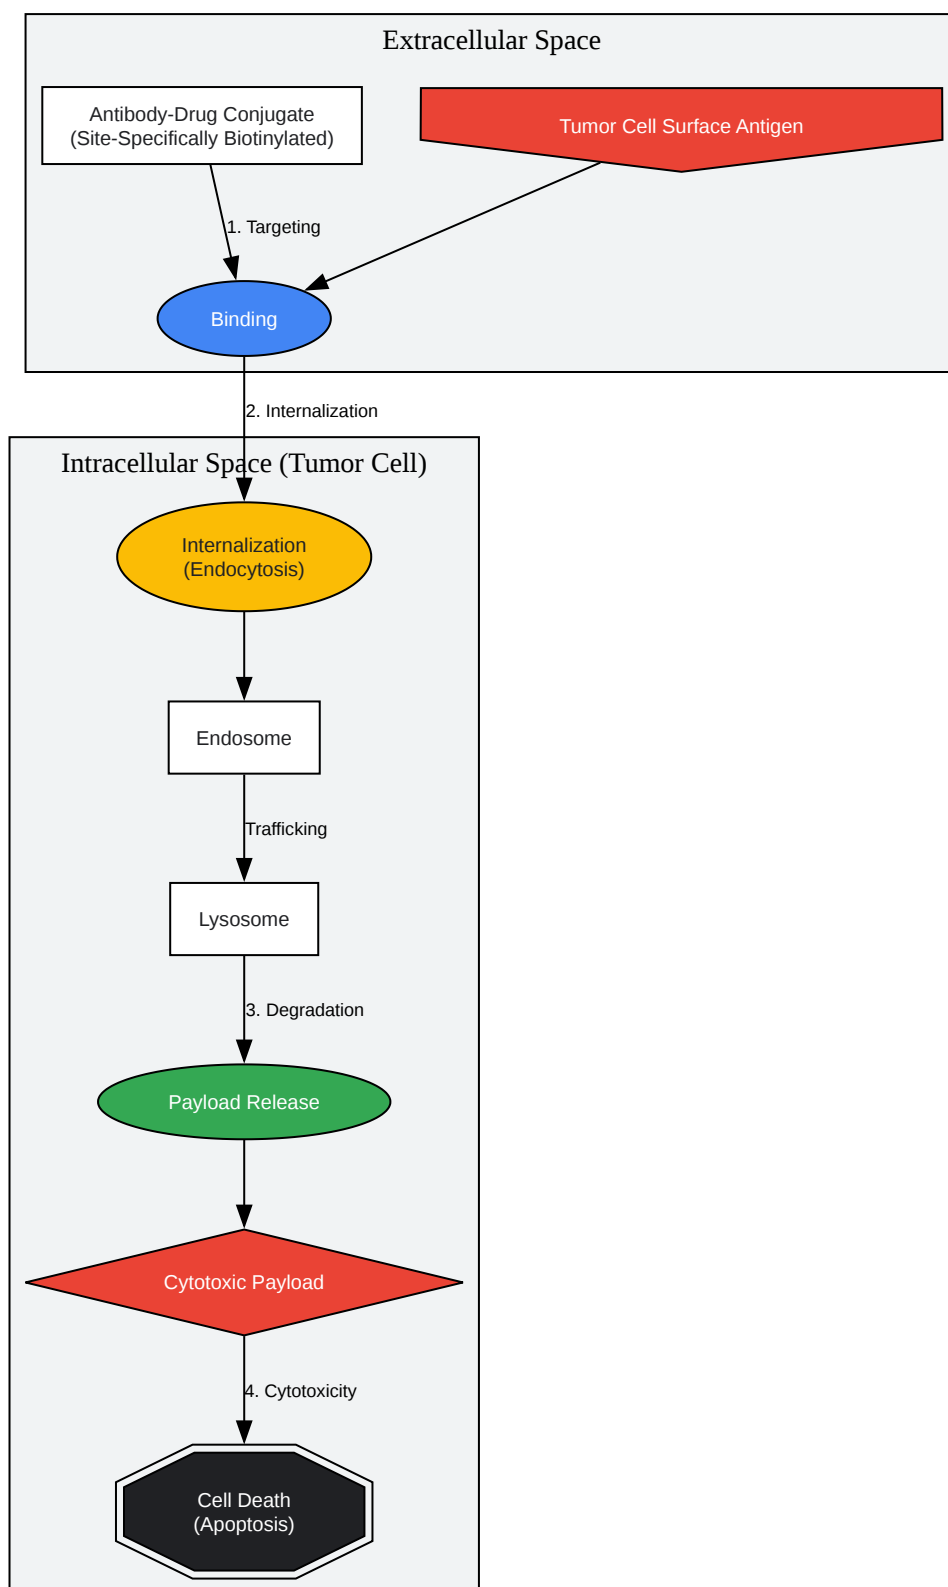 Extracellular Space
Antibody-Drug Conjugate
(Site-Specifically Biotinylated)
Tumor Cell Surface Antigen
1. Targeting
Binding
2. Internalization
Intracellular Space (Tumor Cell)
Internalization
(Endocytosis)
Endosome
Trafficking
Lysosome
3. Degradation
Payload Release
Cytotoxic Payload
4. Cytotoxicity
Cell Death
(Apoptosis)